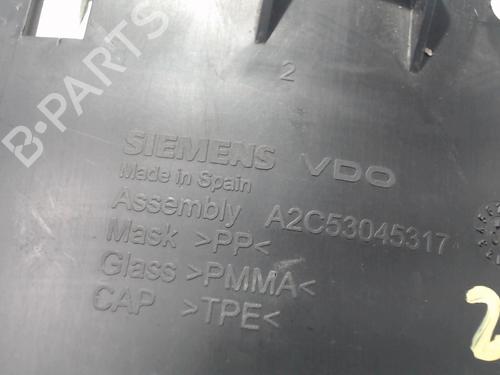 B-PARTS
2
SIEMENS VDO
Made in Spain
Assembly A2C53045317
Mask >PP<
Glass >PMMA<
CAP >TPE<
2